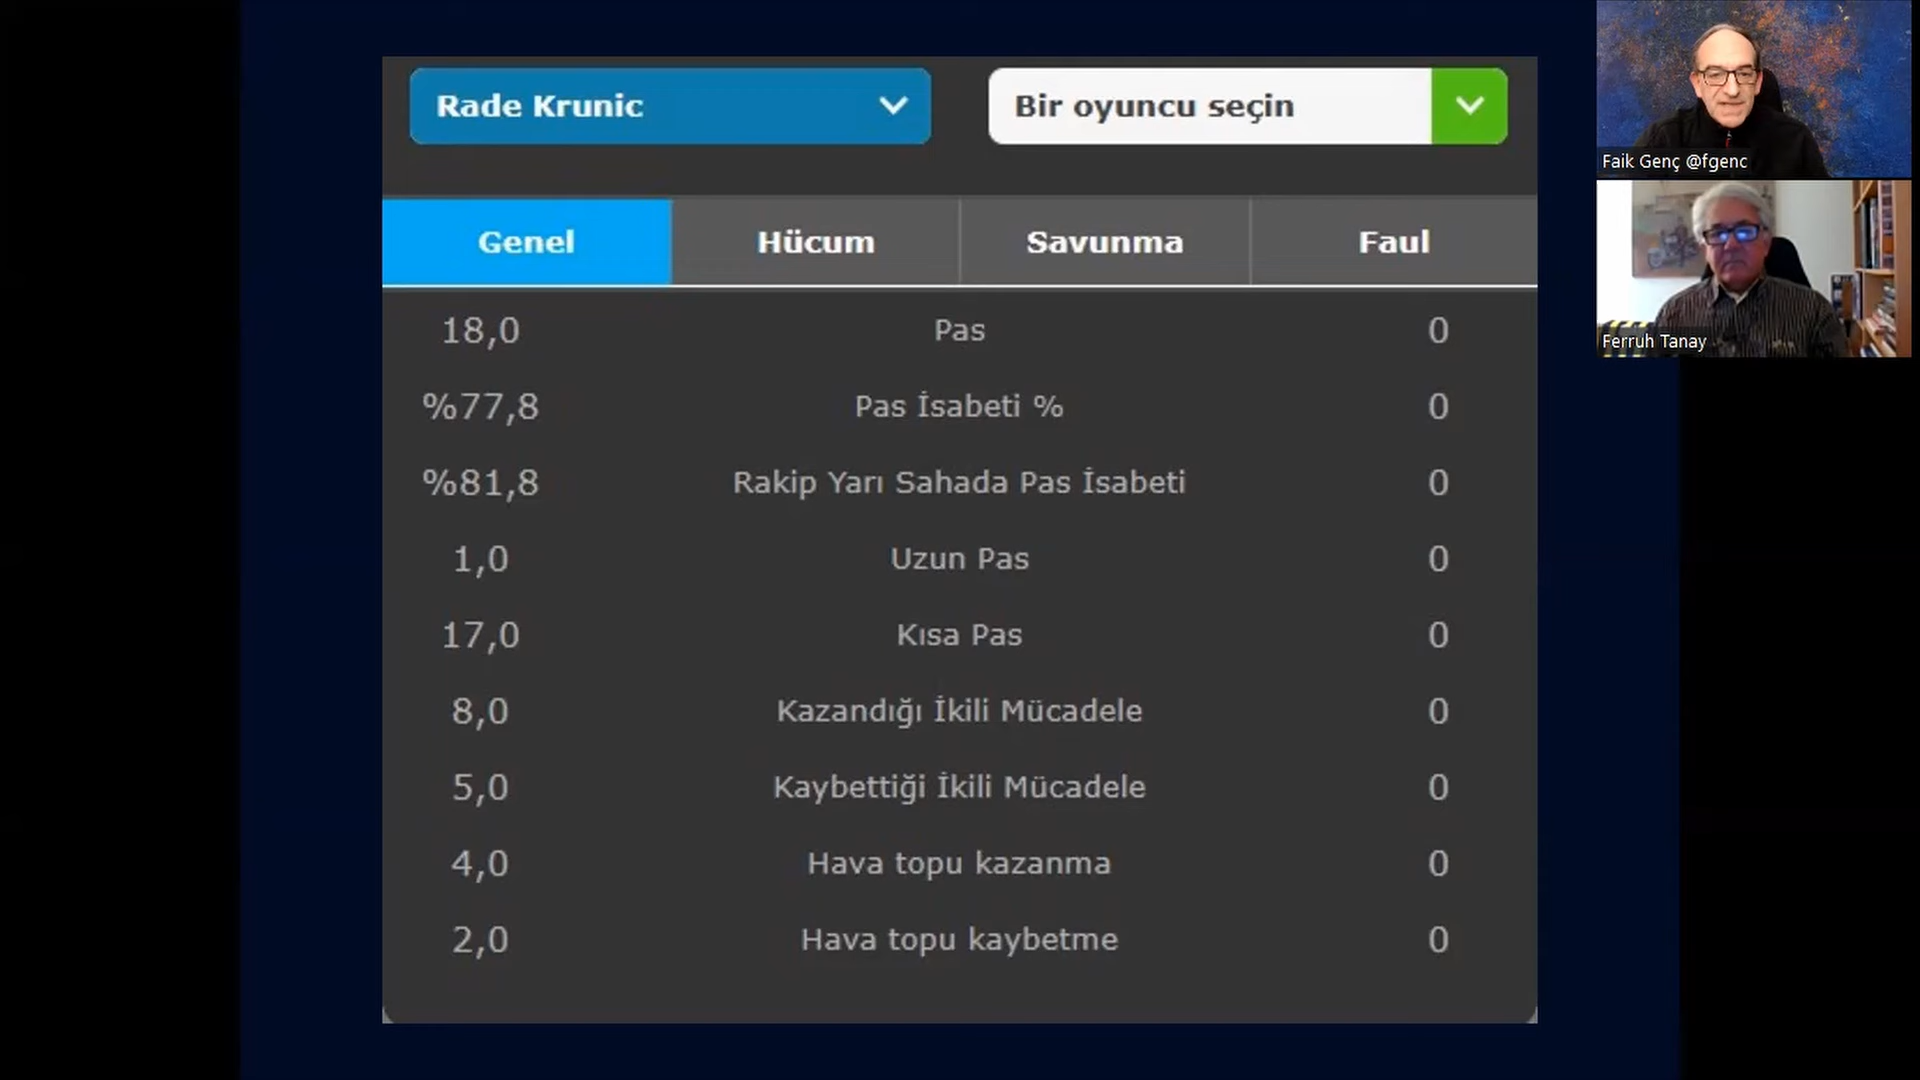 Rade Krunic
Bir oyuncu seçin
Genel
Hücum
Savunma
Faul
18,0 Pas 0
%77,8 Pas İsabeti % 0
%81,8 Rakip Yarı Sahada Pas İsabeti 0
1,0 Uzun Pas 0
17,0 Kısa Pas 0
8,0 Kazandığı İkili Mücadele 0
5,0 Kaybettiği İkili Mücadele 0
4,0 Hava topu kazanma 0
2,0 Hava topu kaybetme 0
Faik Genç @fgenc
Ferruh Tanay